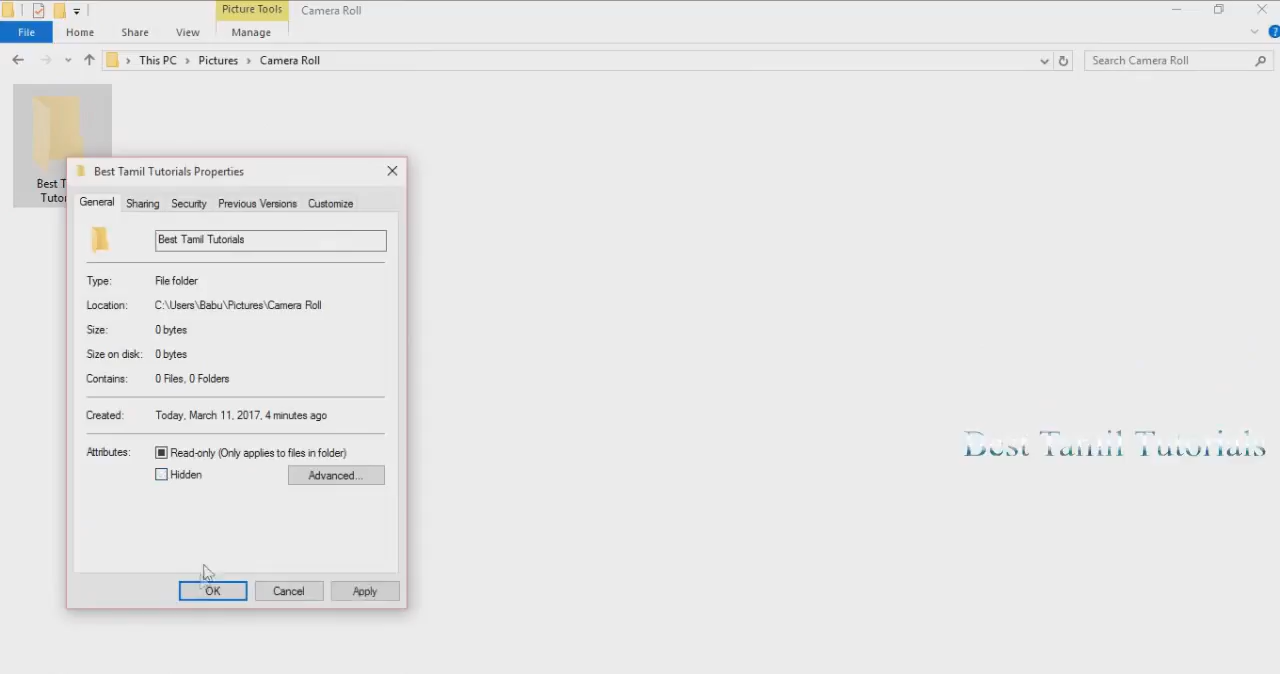 Picture Tools
Camera Roll
File
Home
Share
View
Manage
This PC
Pictures
Camera Roll
Search Camera Roll
Best T
Tutor
Best Tamil Tutorials Properties
General
Sharing
Security
Previous Versions
Customize
Best Tamil Tutorials
Type: File folder
Location: C:\Users\Babu\Pictures\Camera Roll
Size: 0 bytes
Size on disk: 0 bytes
Contains: 0 Files, 0 Folders
Created: Today, March 11, 2017, 4 minutes ago
Attributes: Read-only (Only applies to files in folder)
Hidden
Advanced...
OK
Cancel
Apply
Best Tamil Tutorials